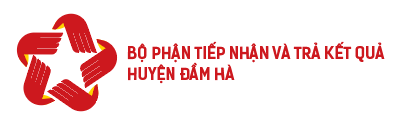 BỘ PHẬN TIẾP NHẬN VÀ TRẢ KẾT QUẢ
HUYỆN ĐẦM HÀ